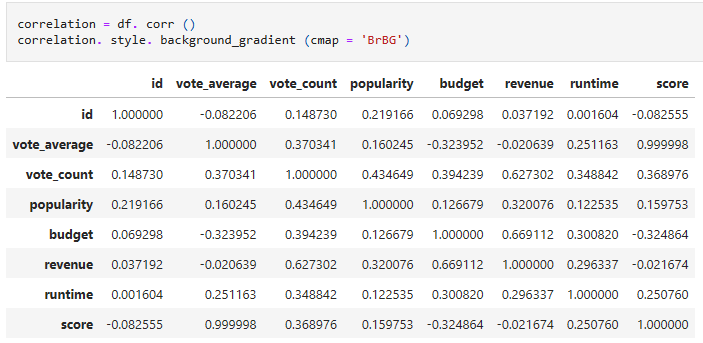 correlation = df. corr ()
correlation. style. background_gradient (cmap = 'BrBG')
id vote_average vote_count popularity budget revenue runtime score
id 1.000000 -0.082206 0.148730 0.219166 0.069298 0.037192 0.001604 -0.082555
vote_average -0.082206 1.000000 0.370341 0.160245 -0.323952 -0.020639 0.251163 0.999998
vote_count 0.148730 0.370341 1.000000 0.434649 0.394239 0.627302 0.348842 0.368976
popularity 0.219166 0.160245 0.434649 1.000000 0.126679 0.320076 0.122535 0.159753
budget 0.069298 -0.323952 0.394239 0.126679 1.000000 0.669112 0.300820 -0.324864
revenue 0.037192 -0.020639 0.627302 0.320076 0.669112 1.000000 0.296337 -0.021674
runtime 0.001604 0.251163 0.348842 0.122535 0.300820 0.296337 1.000000 0.250760
score -0.082555 0.999998 0.368976 0.159753 -0.324864 -0.021674 0.250760 1.000000